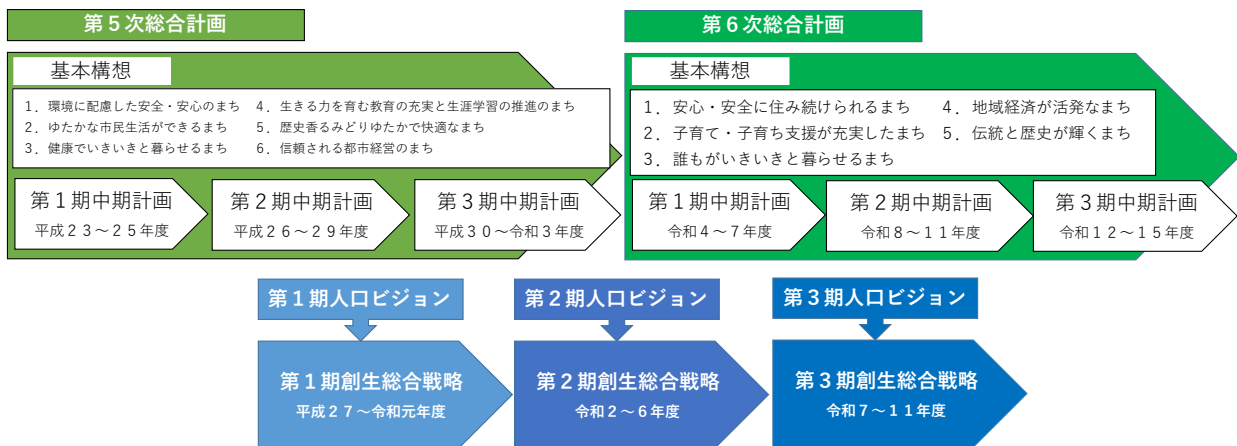 第５次総合計画
基本構想
1．環境に配慮した安全・安心のまち
2．ゆたかな市民生活ができるまち
3．健康でいきいきと暮らせるまち
4．生きる力を育む教育の充実と生涯学習の推進のまち
5．歴史香るみどりゆたかで快適なまち
6．信頼される都市経営のまち
第１期中期計画
平成２３～２５年度
第２期中期計画
平成２６～２９年度
第３期中期計画
平成３０～令和３年度
第６次総合計画
基本構想
1．安心・安全に住み続けられるまち
2．子育て・子育ち支援が充実したまち
3．誰もがいきいきと暮らせるまち
4．地域経済が活発なまち
5．伝統と歴史が輝くまち
第１期中期計画
令和４～７年度
第２期中期計画
令和８～１１年度
第３期中期計画
令和１２～１５年度
第１期人口ビジョン
第２期人口ビジョン
第３期人口ビジョン
第１期創生総合戦略
平成２７～令和元年度
第２期創生総合戦略
令和２～６年度
第３期創生総合戦略
令和７～１１年度